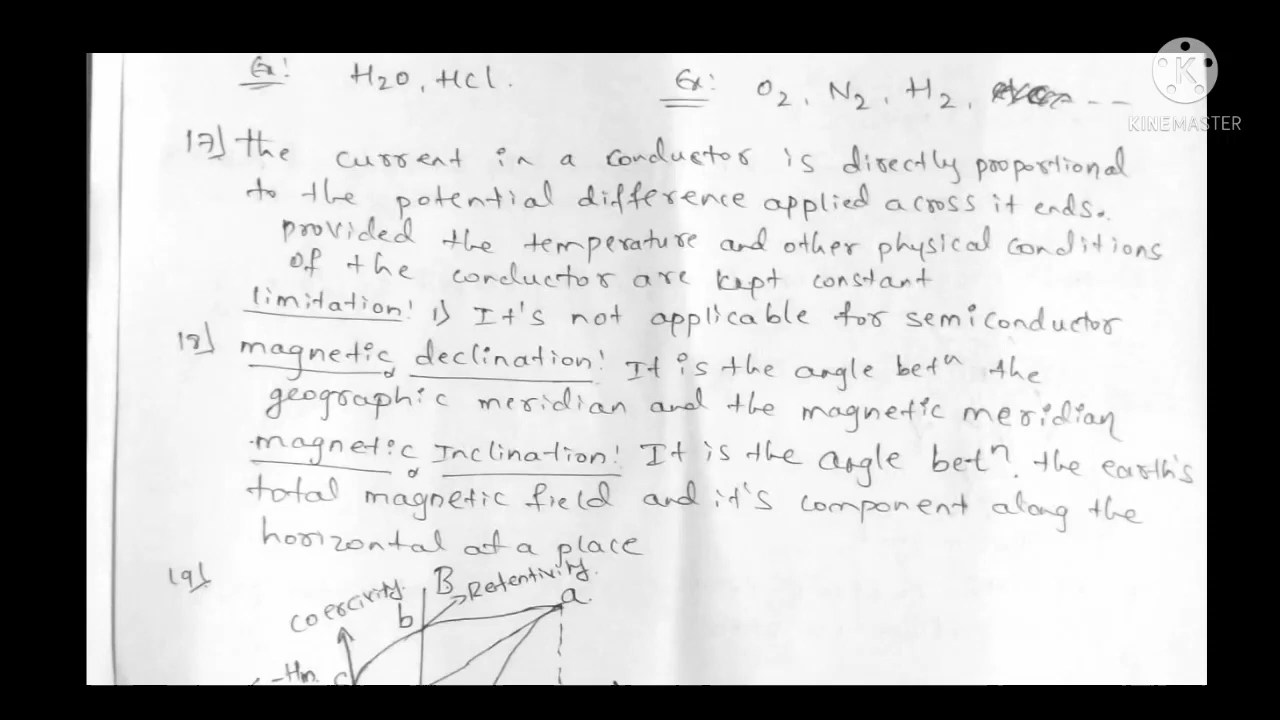 Ex! H2O, HCl. Ex: O2, N2, H2, --
KINEMASTER
17) The current in a conductor is directly proportional
to the potential difference applied across it ends.
provided the temperature and other physical conditions
of the conductor are kept constant
limitation! 1) It's not applicable for semiconductor
18) magnetic declination! It is the angle betn the
geographic meridian and the magnetic meridian
magnetic Inclination! It is the angle betn. the earth's
total magnetic field and it's component along the
horizontal at a place
19)
coercivity. B Retentivity.
b a
-Hm c